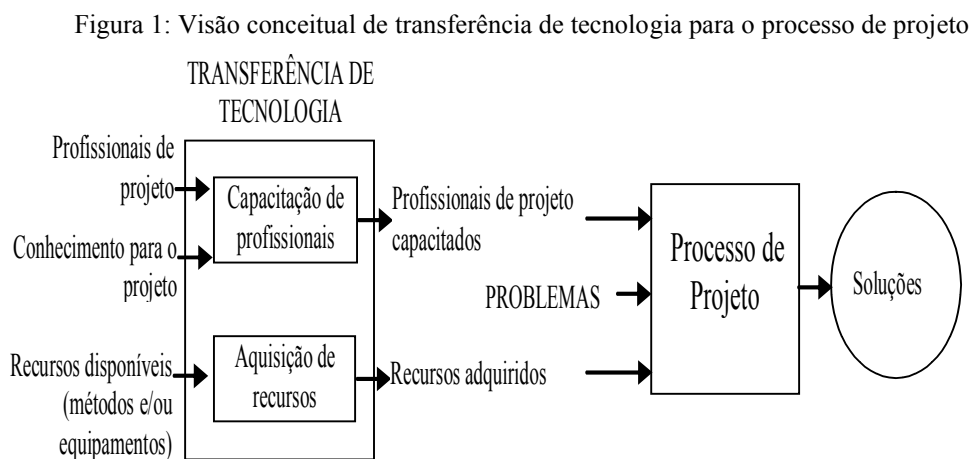 Figura 1: Visão conceitual de transferência de tecnologia para o processo de projeto
TRANSFERÊNCIA DE
TECNOLOGIA
Profissionais de
projeto
Conhecimento para o
projeto
Recursos disponíveis
(métodos e/ou
equipamentos)
Capacitação de
profissionais
Aquisição de
recursos
Profissionais de projeto
capacitados
PROBLEMAS
Recursos adquiridos
Processo de
Projeto
Soluções